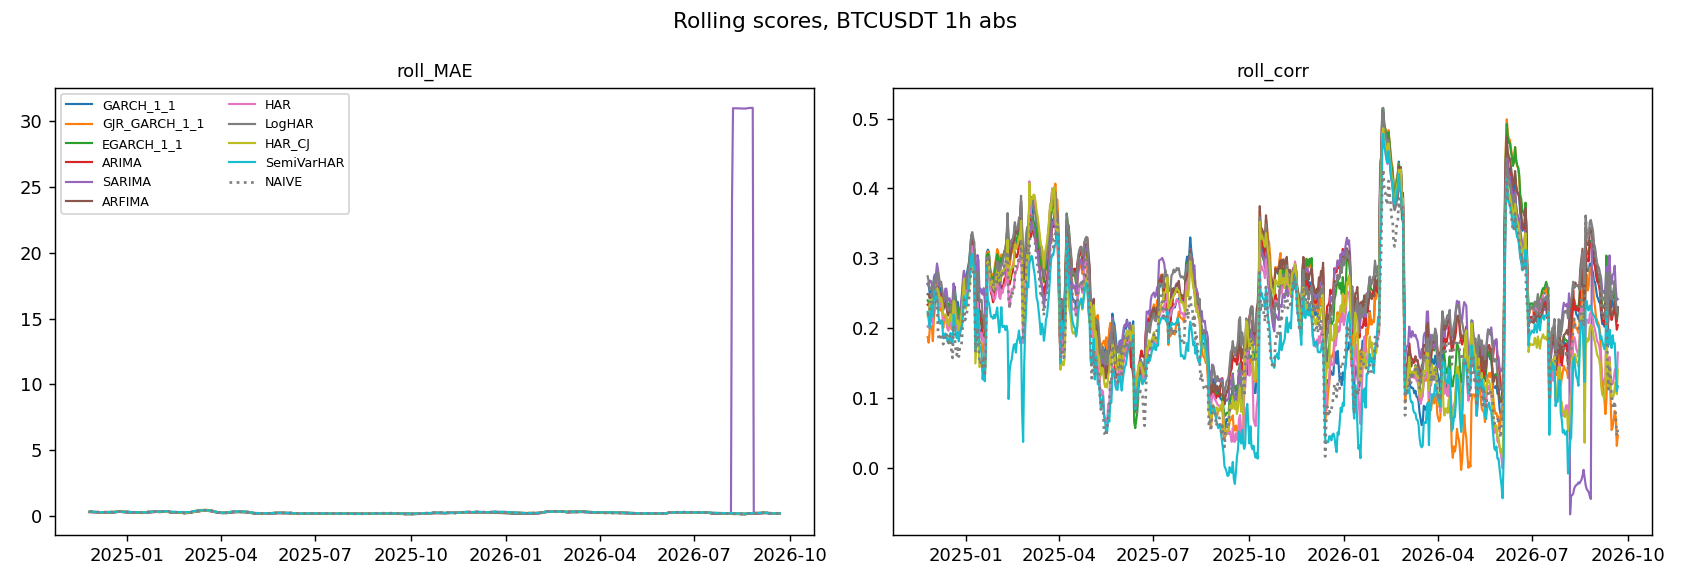 Rolling scores, BTCUSDT 1h abs
roll_MAE
GARCH_1_1
GJR_GARCH_1_1
EGARCH_1_1
ARIMA
SARIMA
ARFIMA
HAR
LogHAR
HAR_CJ
SemiVarHAR
NAIVE
30
25
20
15
10
5
0
2025-01 2025-04 2025-07 2025-10 2026-01 2026-04 2026-07 2026-10
roll_corr
0.5
0.4
0.3
0.2
0.1
0.0
2025-01 2025-04 2025-07 2025-10 2026-01 2026-04 2026-07 2026-10